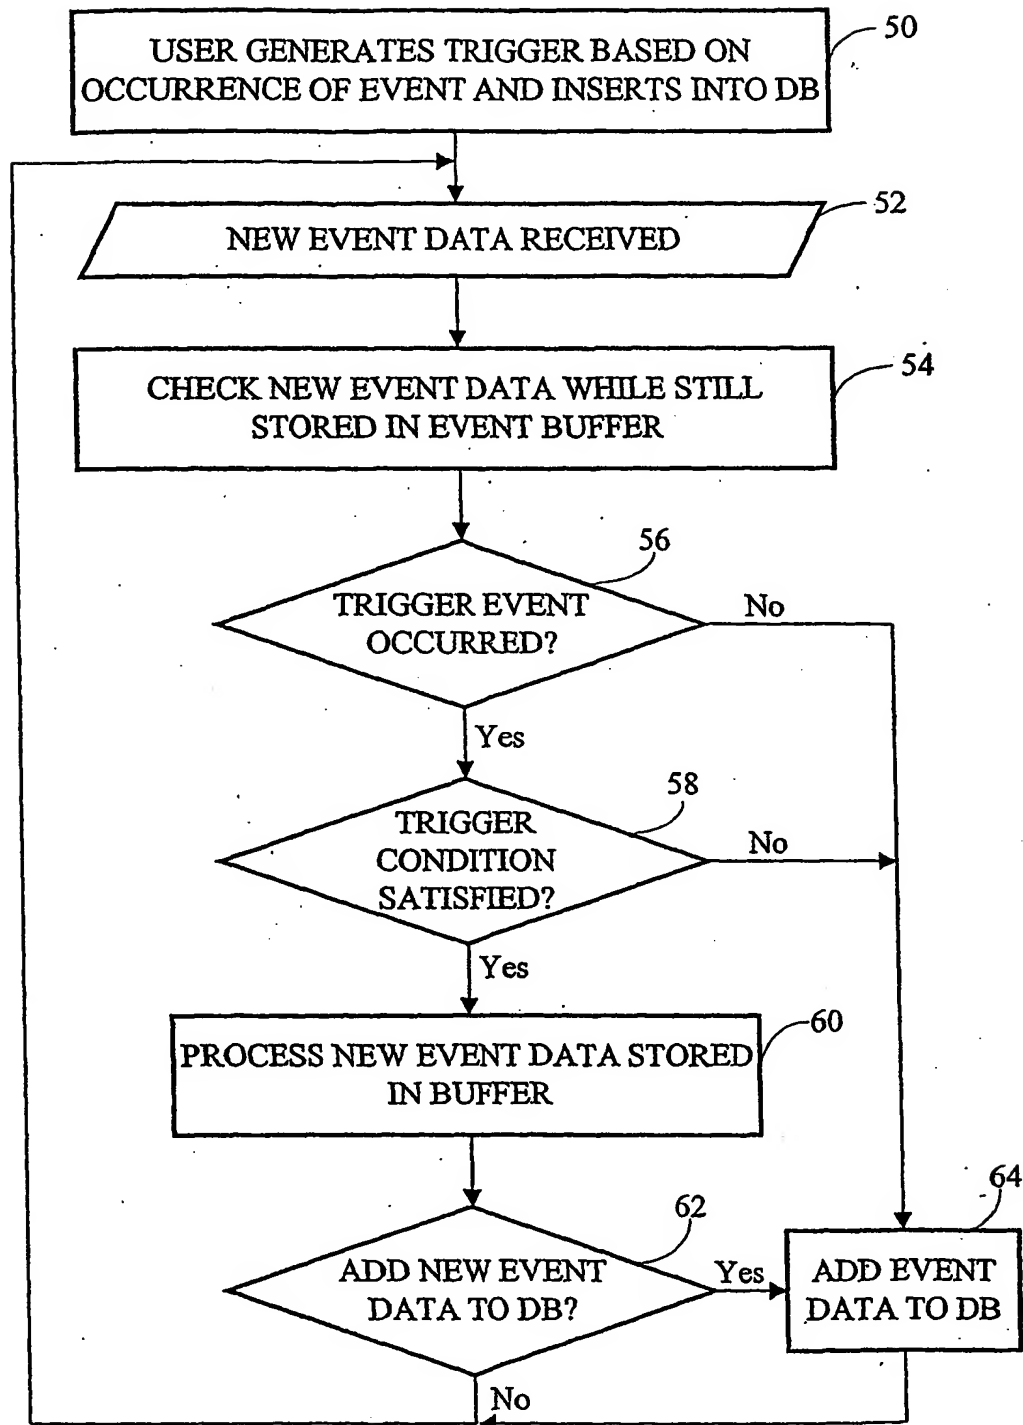 50
USER GENERATES TRIGGER BASED ON
OCCURRENCE OF EVENT AND INSERTS INTO DB
52
NEW EVENT DATA RECEIVED
54
CHECK NEW EVENT DATA WHILE STILL
STORED IN EVENT BUFFER
56
TRIGGER EVENT
OCCURRED?
No
Yes
58
TRIGGER
CONDITION
SATISFIED?
No
Yes
60
PROCESS NEW EVENT DATA STORED
IN BUFFER
62
ADD NEW EVENT
DATA TO DB?
Yes
64
ADD EVENT
DATA TO DB
No